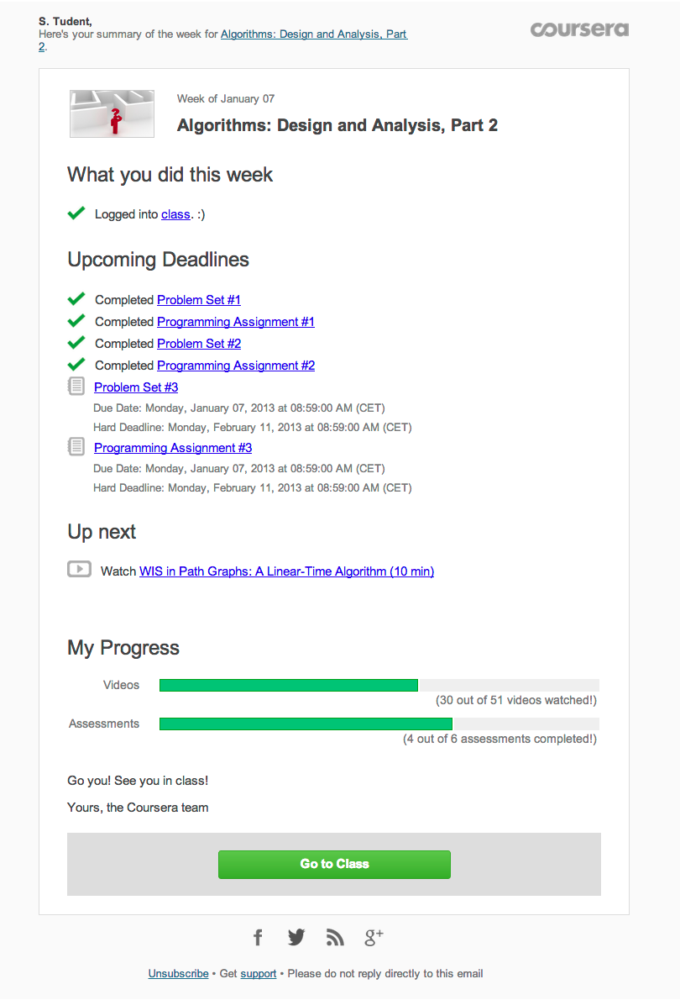 S. Tudent,
Here's your summary of the week for Algorithms: Design and Analysis, Part
2.
coursera
Week of January 07
Algorithms: Design and Analysis, Part 2
What you did this week
Logged into class. :)
Upcoming Deadlines
Completed Problem Set #1
Completed Programming Assignment #1
Completed Problem Set #2
Completed Programming Assignment #2
Problem Set #3
Due Date: Monday, January 07, 2013 at 08:59:00 AM (CET)
Hard Deadline: Monday, February 11, 2013 at 08:59:00 AM (CET)
Programming Assignment #3
Due Date: Monday, January 07, 2013 at 08:59:00 AM (CET)
Hard Deadline: Monday, February 11, 2013 at 08:59:00 AM (CET)
Up next
Watch WIS in Path Graphs: A Linear-Time Algorithm (10 min)
My Progress
Videos
(30 out of 51 videos watched!)
Assessments
(4 out of 6 assessments completed!)
Go you! See you in class!
Yours, the Coursera team
Go to Class
f g+
Unsubscribe • Get support • Please do not reply directly to this email